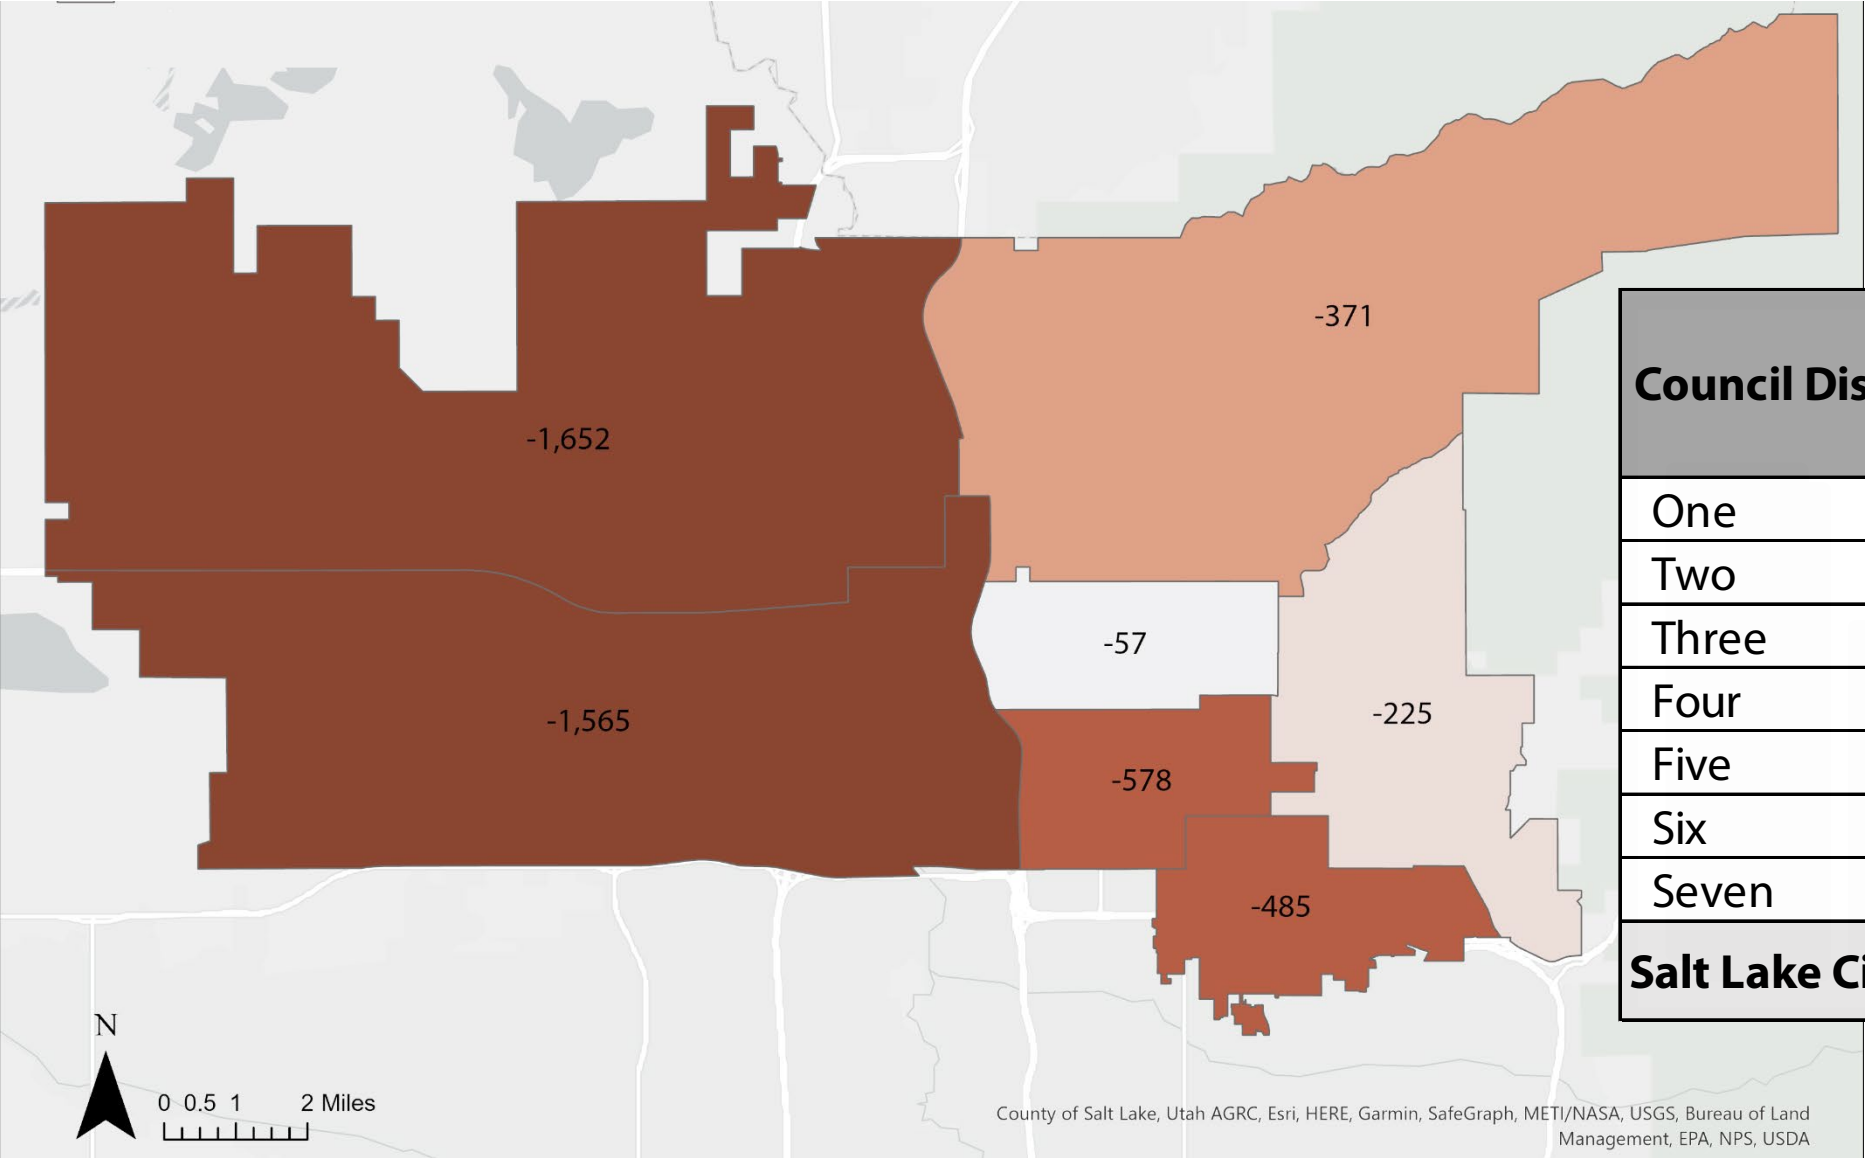 -371
Council Dis
-1,652
One
Two
Three
-57
Four
-225
-1,565
Five
-578
Six
Seven
-485
Salt Lake Ci
N
0 0.5 1 2 Miles
County of Salt Lake, Utah AGRC, Esri, HERE, Garmin, SafeGraph, METI/NASA, USGS, Bureau of Land
Management, EPA, NPS, USDA